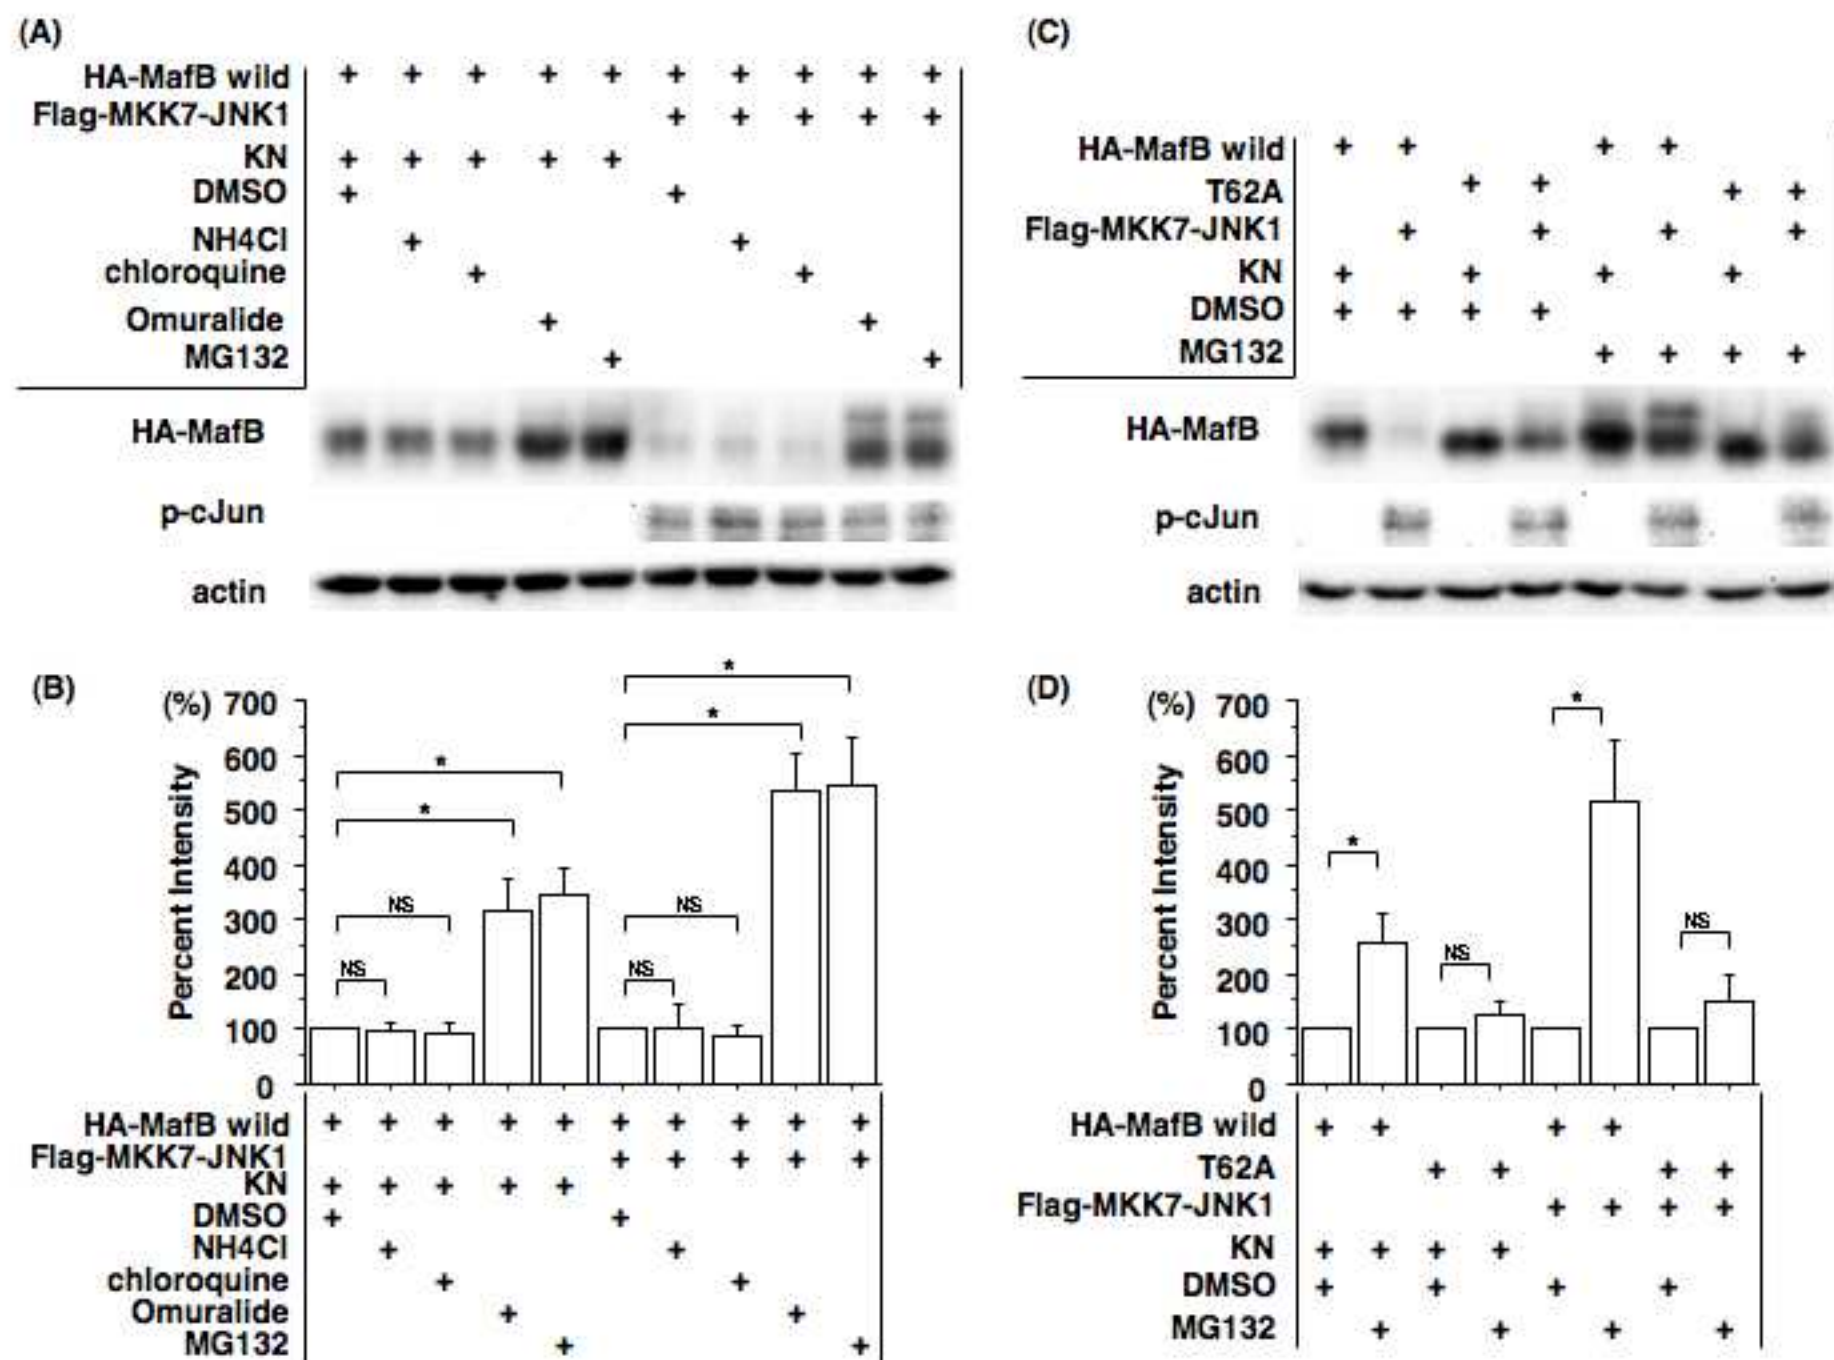 (A)
HA-MafB wild + + + + + + + + + +
Flag-MKK7-JNK1 + + + + +
KN + + + + +
DMSO + +
NH4Cl + +
chloroquine + +
Omuralide + +
MG132 + +
HA-MafB
p-cJun
actin
(C)
HA-MafB wild + + + +
T62A + + + +
Flag-MKK7-JNK1 + + + +
KN + + + +
DMSO + + + +
MG132 + + + +
HA-MafB
p-cJun
actin
(B)
(%)
Percent Intensity
700
600
500
400
300
200
100
0
*
*
*
*
NS
NS
NS
NS
HA-MafB wild + + + + + + + + + +
Flag-MKK7-JNK1 + + + + +
KN + + + + +
DMSO + +
NH4Cl + +
chloroquine + +
Omuralide + +
MG132 + +
(D)
(%)
Percent Intensity
700
600
500
400
300
200
100
0
*
*
NS
NS
HA-MafB wild + + + +
T62A + + + +
Flag-MKK7-JNK1 + + + +
KN + + + +
DMSO + + + +
MG132 + + + +